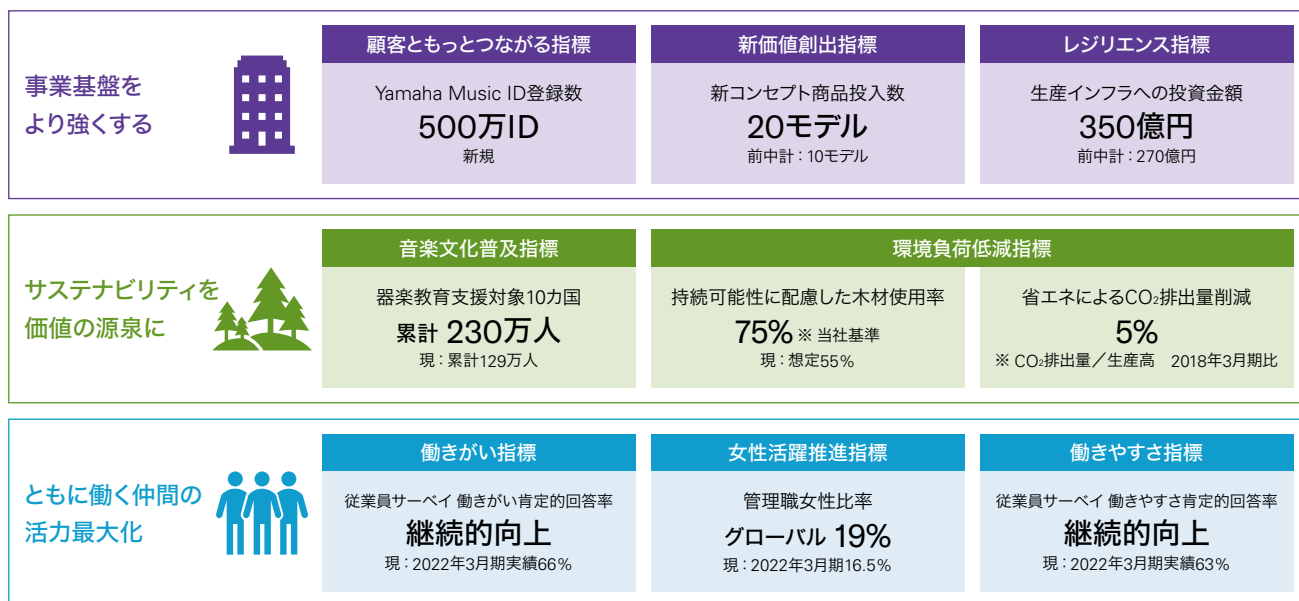 事業基盤を
より強くする
顧客ともっとつながる指標
Yamaha Music ID登録数
500万ID
新規
新価値創出指標
新コンセプト商品投入数
20モデル
前中計：10モデル
レジリエンス指標
生産インフラへの投資金額
350億円
前中計：270億円
サステナビリティを
価値の源泉に
音楽文化普及指標
器楽教育支援対象10カ国
累計 230万人
現：累計129万人
環境負荷低減指標
持続可能性に配慮した木材使用率
75% ※ 当社基準
現：想定55%
省エネによるCO₂排出量削減
5%
※ CO₂排出量／生産高　2018年3月期比
ともに働く仲間の
活力最大化
働きがい指標
従業員サーベイ 働きがい肯定的回答率
継続的向上
現：2022年3月期実績66%
女性活躍推進指標
管理職女性比率
グローバル 19%
現：2022年3月期16.5%
働きやすさ指標
従業員サーベイ 働きやすさ肯定的回答率
継続的向上
現：2022年3月期実績63%